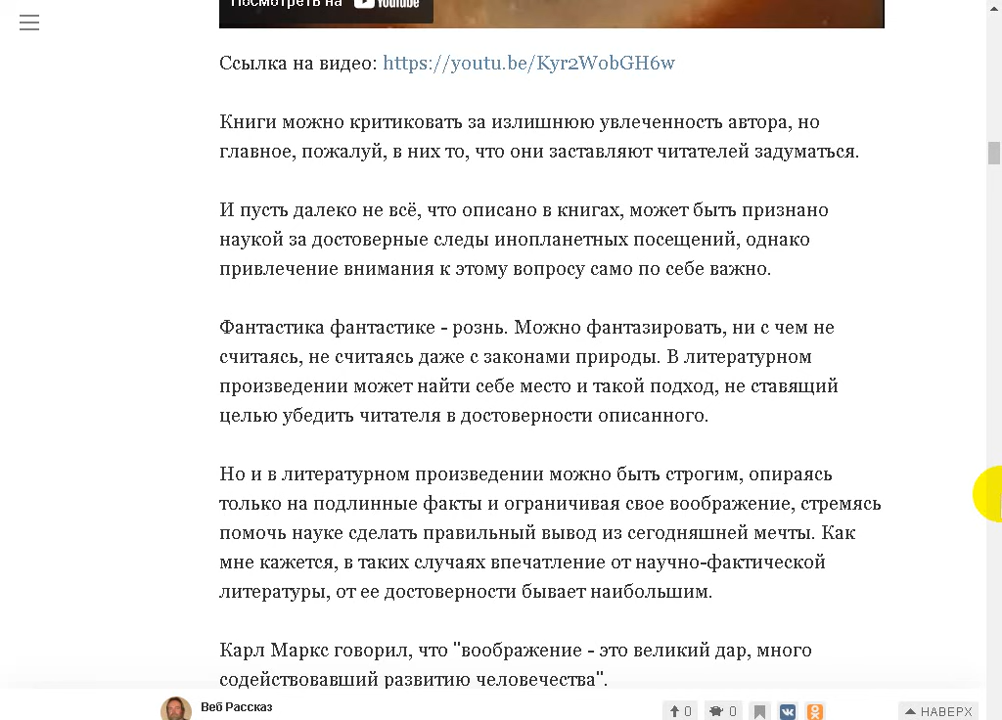 Посмотреть на YouTube
Ссылка на видео: https://youtu.be/Kyr2WobGH6w
Книги можно критиковать за излишнюю увлеченность автора, но
главное, пожалуй, в них то, что они заставляют читателей задуматься.
И пусть далеко не всё, что описано в книгах, может быть признано
наукой за достоверные следы инопланетных посещений, однако
привлечение внимания к этому вопросу само по себе важно.
Фантастика фантастике - рознь. Можно фантазировать, ни с чем не
считаясь, не считаясь даже с законами природы. В литературном
произведении может найти себе место и такой подход, не ставящий
целью убедить читателя в достоверности описанного.
Но и в литературном произведении можно быть строгим, опираясь
только на подлинные факты и ограничивая свое воображение, стремясь
помочь науке сделать правильный вывод из сегодняшней мечты. Как
мне кажется, в таких случаях впечатление от научно-фактической
литературы, от ее достоверности бывает наибольшим.
Карл Маркс говорил, что "воображение - это великий дар, много
содействовавший развитию человечества".
Веб Рассказ 0 0 НАВЕРХ